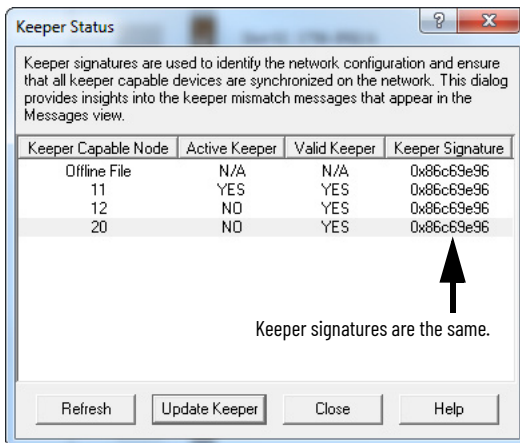 Keeper Status
Keeper signatures are used to identify the network configuration and ensure
that all keeper capable devices are synchronized on the network. This dialog
provides insights into the keeper mismatch messages that appear in the
Messages view.
Keeper Capable Node Active Keeper Valid Keeper Keeper Signature
Offline File N/A N/A 0x86c69e96
11 YES YES 0x86c69e96
12 NO YES 0x86c69e96
20 NO YES 0x86c69e96
Keeper signatures are the same.
Refresh Update Keeper Close Help